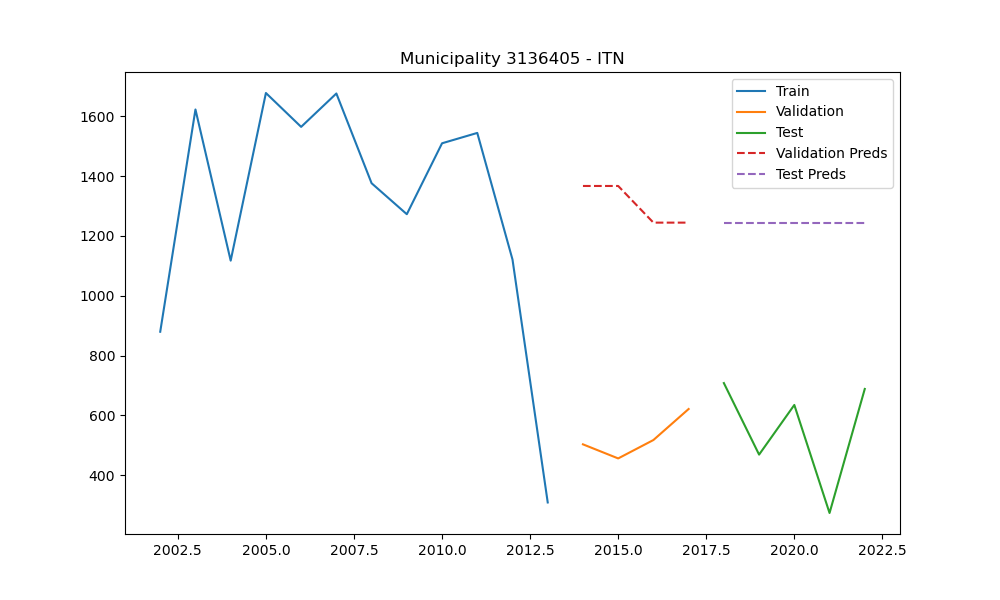 Municipality 3136405 - ITN
Train
Validation
Test
Validation Preds
Test Preds
1600
1400
1200
1000
800
600
400
2002.5 2005.0 2007.5 2010.0 2012.5 2015.0 2017.5 2020.0 2022.5